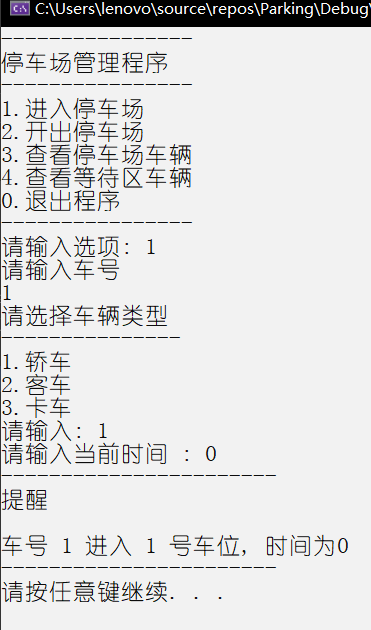 C:\Users\lenovo\source\repos\Parking\Debug\
----------------
停车场管理程序
----------------
1.进入停车场
2.开出停车场
3.查看停车场车辆
4.查看等待区车辆
0.退出程序
----------------
请输入选项: 1
请输入车号
1
请选择车辆类型
---------------
1.轿车
2.客车
3.卡车
请输入: 1
请输入当前时间 : 0
-----------------------
提醒
车号 1 进入 1 号车位, 时间为0
-----------------------
请按任意键继续. . .